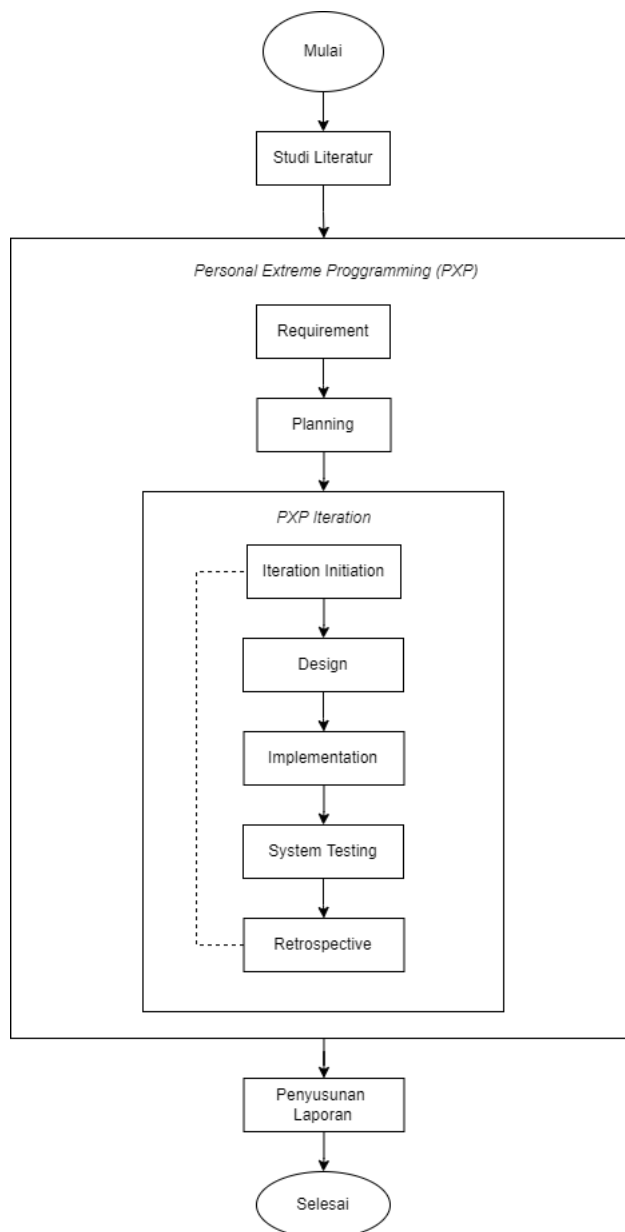 Mulai
Studi Literatur
Personal Extreme Proggramming (PXP)
Requirement
Planning
PXP Iteration
Iteration Initiation
Design
Implementation
System Testing
Retrospective
Penyusunan
Laporan
Selesai